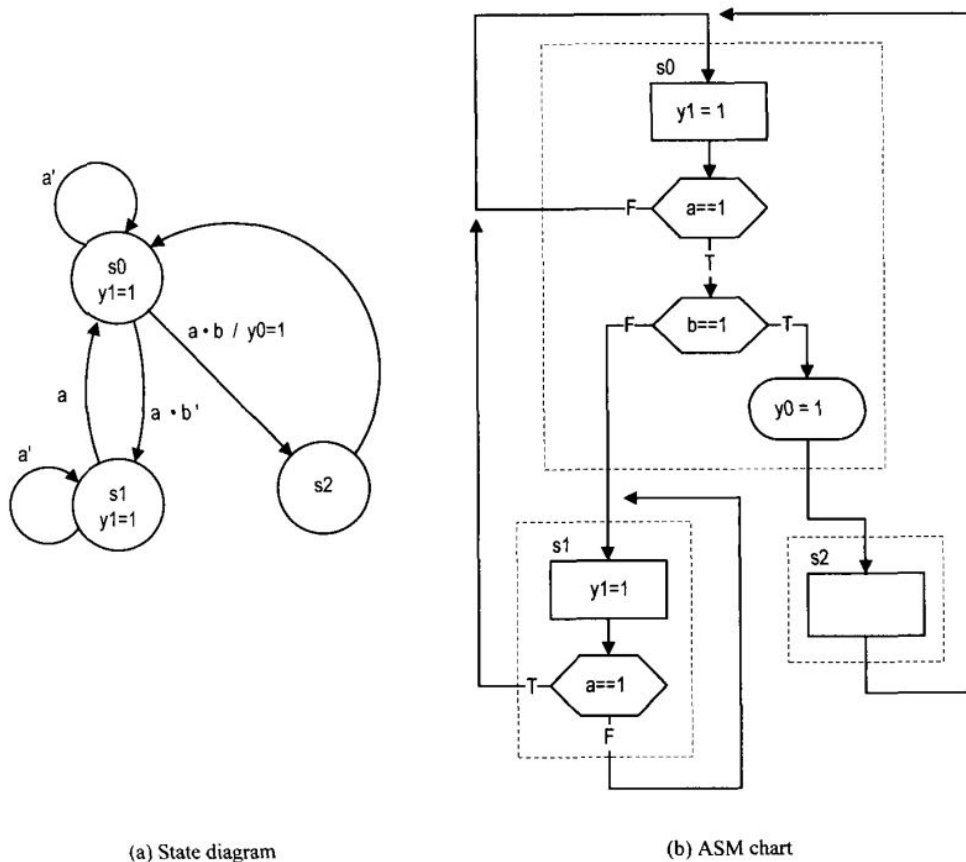 a'
s0
y1=1
a • b / y0=1
a
a • b'
a'
s1
y1=1
s2
(a) State diagram
s0
y1 = 1
F
a==1
T
F
b==1
T
y0 = 1
s1
y1=1
T
a==1
F
s2
(b) ASM chart